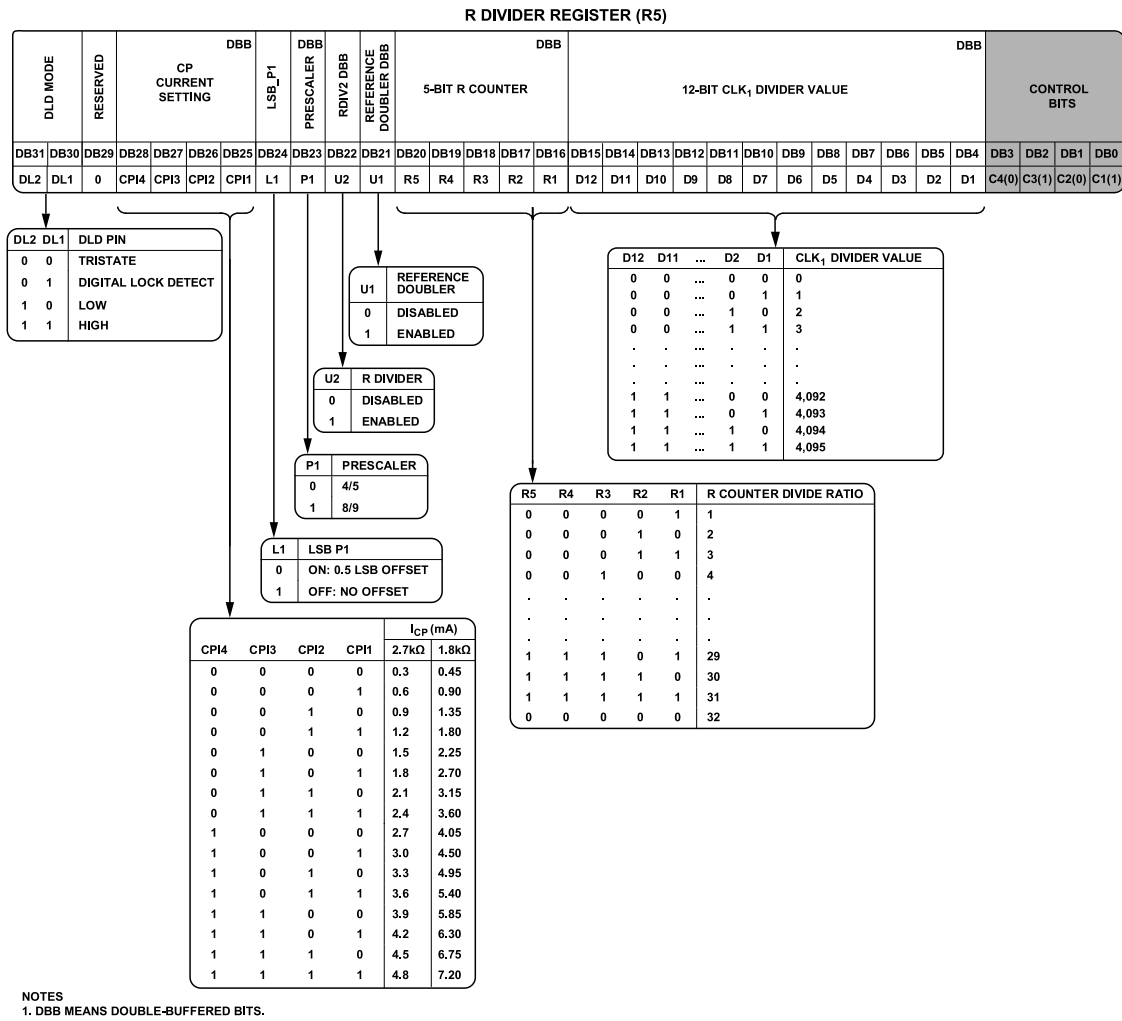 R DIVIDER REGISTER (R5)
DLD MODE
RESERVED
CP
CURRENT
SETTING
DBB
LSB_P1
PRESCALER
DBB
RDIV2 DBB
REFERENCE
DOUBLER DBB
5-BIT R COUNTER
DBB
12-BIT CLK1 DIVIDER VALUE
DBB
CONTROL
BITS
DB31 DB30 DB29 DB28 DB27 DB26 DB25 DB24 DB23 DB22 DB21 DB20 DB19 DB18 DB17 DB16 DB15 DB14 DB13 DB12 DB11 DB10 DB9 DB8 DB7 DB6 DB5 DB4 DB3 DB2 DB1 DB0
DL2 DL1 0 CPI4 CPI3 CPI2 CPI1 L1 P1 U2 U1 R5 R4 R3 R2 R1 D12 D11 D10 D9 D8 D7 D6 D5 D4 D3 D2 D1 C4(0) C3(1) C2(0) C1(1)
DL2 DL1 DLD PIN
0 0 TRISTATE
0 1 DIGITAL LOCK DETECT
1 0 LOW
1 1 HIGH
U1 REFERENCE
DOUBLER
0 DISABLED
1 ENABLED
D12 D11 ... D2 D1 CLK1 DIVIDER VALUE
0 0 ... 0 0 0
0 0 ... 0 1 1
0 0 ... 1 0 2
0 0 ... 1 1 3
. . ... . . .
. . ... . . .
. . ... . . .
1 1 ... 0 0 4,092
1 1 ... 0 1 4,093
1 1 ... 1 0 4,094
1 1 ... 1 1 4,095
U2 R DIVIDER
0 DISABLED
1 ENABLED
P1 PRESCALER
0 4/5
1 8/9
R5 R4 R3 R2 R1 R COUNTER DIVIDE RATIO
0 0 0 0 1 1
0 0 0 1 0 2
0 0 0 1 1 3
0 0 1 0 0 4
. . . . . .
. . . . . .
. . . . . .
1 1 1 0 1 29
1 1 1 1 0 30
1 1 1 1 1 31
0 0 0 0 0 32
L1 LSB P1
0 ON: 0.5 LSB OFFSET
1 OFF: NO OFFSET
ICP (mA)
CPI4 CPI3 CPI2 CPI1 2.7kΩ 1.8kΩ
0 0 0 0 0.3 0.45
0 0 0 1 0.6 0.90
0 0 1 0 0.9 1.35
0 0 1 1 1.2 1.80
0 1 0 0 1.5 2.25
0 1 0 1 1.8 2.70
0 1 1 0 2.1 3.15
0 1 1 1 2.4 3.60
1 0 0 0 2.7 4.05
1 0 0 1 3.0 4.50
1 0 1 0 3.3 4.95
1 0 1 1 3.6 5.40
1 1 0 0 3.9 5.85
1 1 0 1 4.2 6.30
1 1 1 0 4.5 6.75
1 1 1 1 4.8 7.20
NOTES
1. DBB MEANS DOUBLE-BUFFERED BITS.